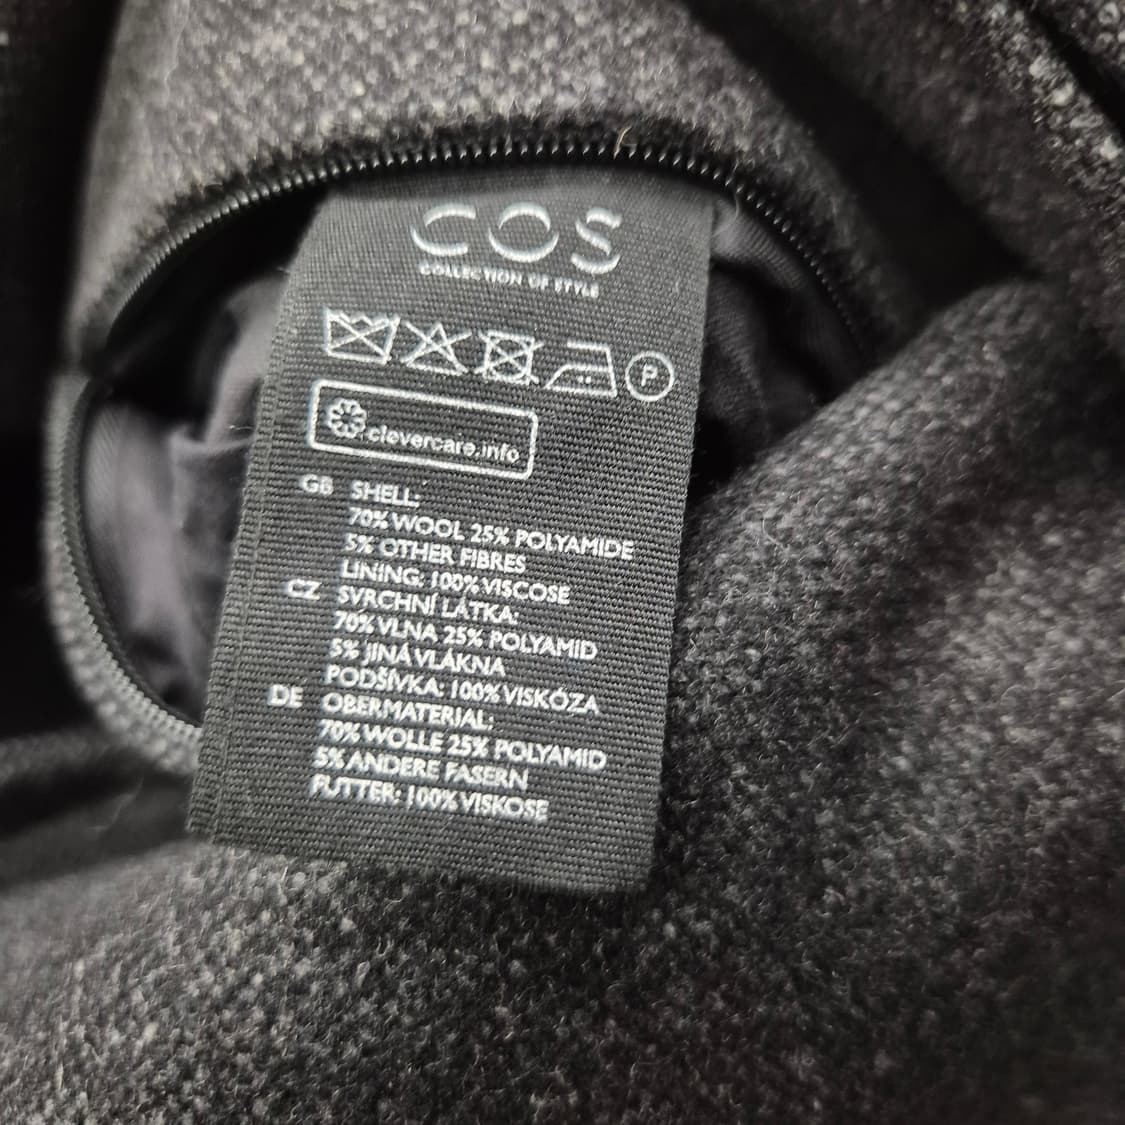 COS
COLLECTION OF STYLE
P
clevercare.info
GB SHELL:
70% WOOL 25% POLYAMIDE
5% OTHER FIBRES
LINING: 100% VISCOSE
CZ SVRCHNÍ LÁTKA:
70% VLNA 25% POLYAMID
5% JINÁ VLÁKNA
PODŠÍVKA: 100% VISKÓZA
DE OBERMATERIAL:
70% WOLLE 25% POLYAMID
5% ANDERE FASERN
FUTTER: 100% VISKOSE